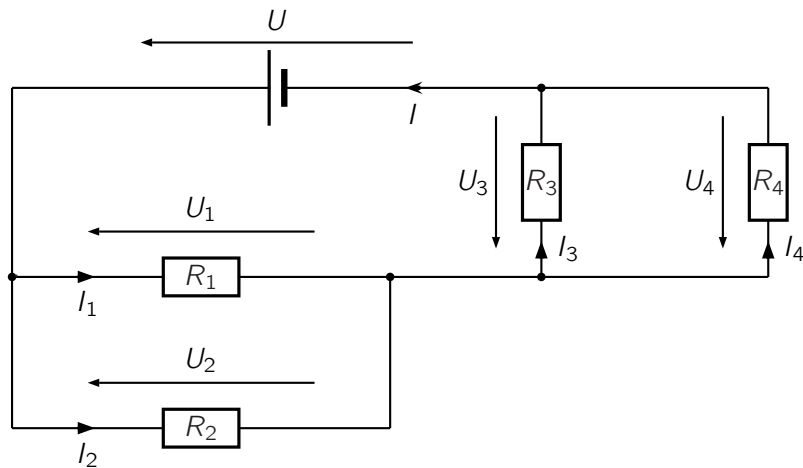 U
I
U₃
R₃
U₄
R₄
U₁
I₃
I₄
R₁
I₁
U₂
R₂
I₂